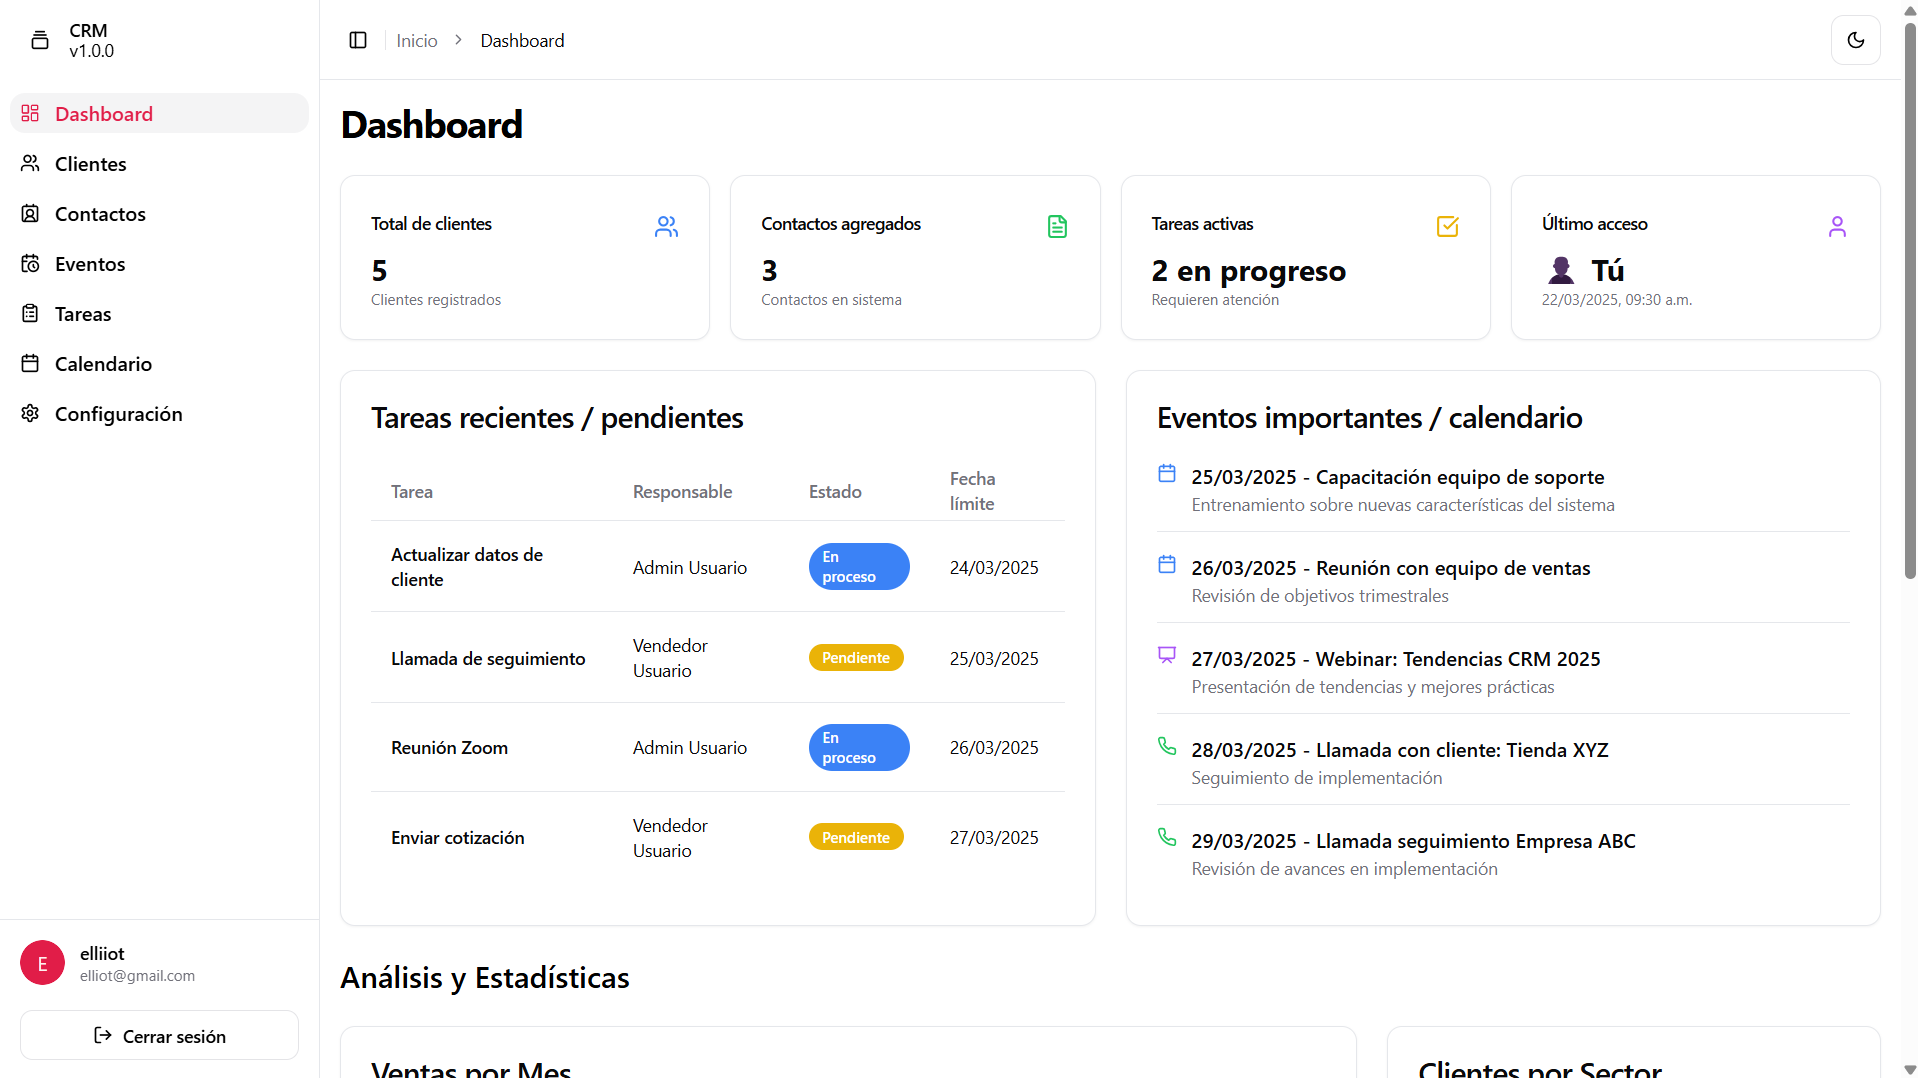 CRM
v1.0.0
Dashboard
Clientes
Contactos
Eventos
Tareas
Calendario
Configuración
elliiot
E
elliot@gmail.com
Cerrar sesión
Inicio
Dashboard
Dashboard
Total de clientes
5
Clientes registrados
Contactos agregados
3
Contactos en sistema
Tareas activas
2 en progreso
Requieren atención
Último acceso
Tú
22/03/2025, 09:30 a.m.
Tareas recientes / pendientes
Tarea
Responsable
Estado
Fecha
límite
Actualizar datos de
cliente
Admin Usuario
En
proceso
24/03/2025
Llamada de seguimiento
Vendedor
Usuario
Pendiente
25/03/2025
Reunión Zoom
Admin Usuario
En
proceso
26/03/2025
Enviar cotización
Vendedor
Usuario
Pendiente
27/03/2025
Eventos importantes / calendario
25/03/2025 - Capacitación equipo de soporte
Entrenamiento sobre nuevas características del sistema
26/03/2025 - Reunión con equipo de ventas
Revisión de objetivos trimestrales
27/03/2025 - Webinar: Tendencias CRM 2025
Presentación de tendencias y mejores prácticas
28/03/2025 - Llamada con cliente: Tienda XYZ
Seguimiento de implementación
29/03/2025 - Llamada seguimiento Empresa ABC
Revisión de avances en implementación
Análisis y Estadísticas
Ventas por Mes
Clientes por Sector